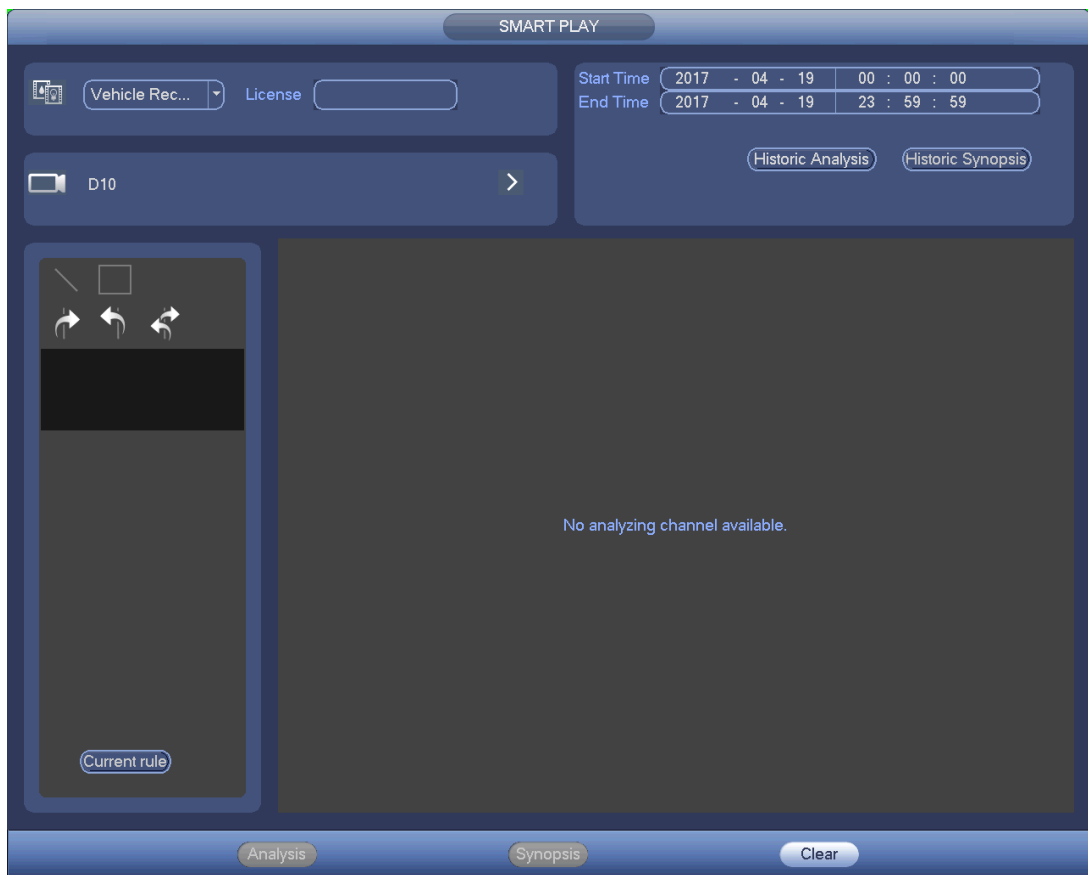 SMART PLAY
Vehicle Rec... License
Start Time 2017 - 04 - 19 00 : 00 : 00
End Time 2017 - 04 - 19 23 : 59 : 59
Historic Analysis Historic Synopsis
D10
No analyzing channel available.
Current rule
Analysis Synopsis Clear